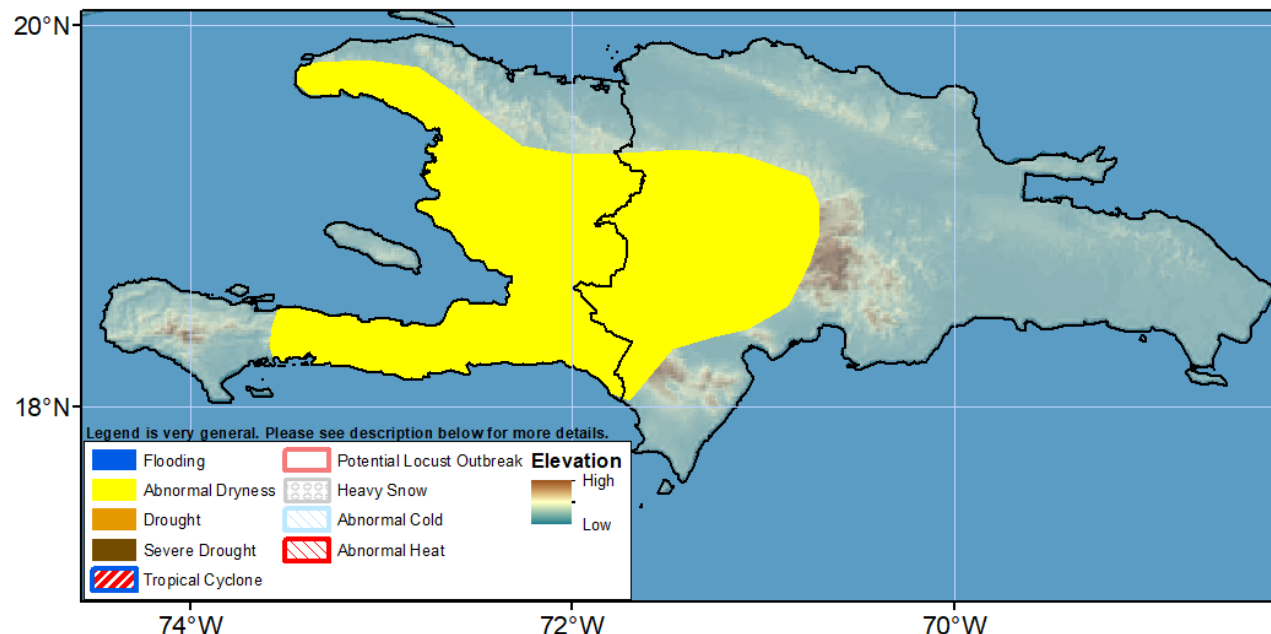 20°N
18°N
Legend is very general. Please see description below for more details.
Flooding
Abnormal Dryness
Drought
Severe Drought
Tropical Cyclone
Potential Locust Outbreak
Heavy Snow
Abnormal Cold
Abnormal Heat
Elevation
High
Low
74°W
72°W
70°W